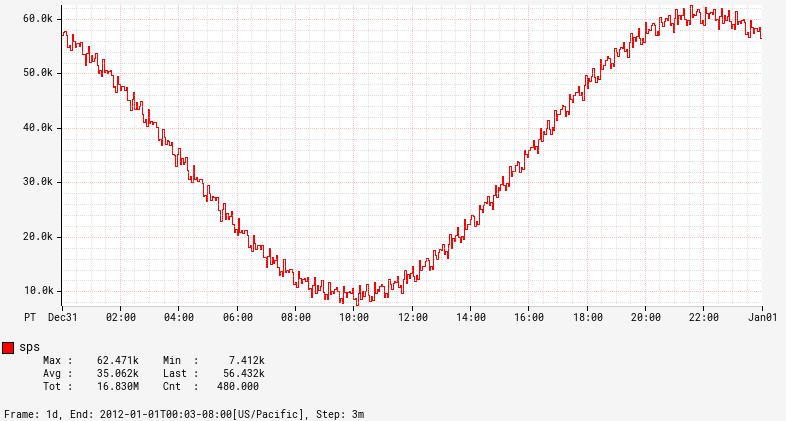 60.0k
50.0k
40.0k
30.0k
20.0k
10.0k
PT Dec31 02:00 04:00 06:00 08:00 10:00 12:00 14:00 16:00 18:00 20:00 22:00 Jan01
sps
Max : 62.471k Min : 7.412k
Avg : 35.062k Last : 56.432k
Tot : 16.830M Cnt : 480.000
Frame: 1d, End: 2012-01-01T00:03-08:00[US/Pacific], Step: 3m